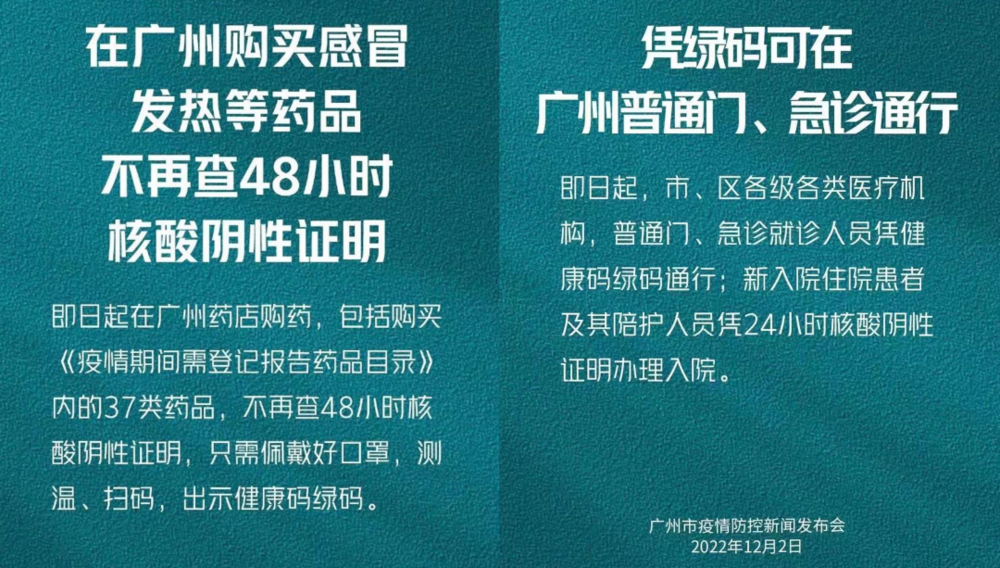 在广州购买感冒
发热等药品
不再查48小时
核酸阴性证明
即日起在广州药店购药，包括购买
《疫情期间需登记报告药品目录》
内的37类药品，不再查48小时核
酸阴性证明，只需佩戴好口罩，测
温、扫码，出示健康码绿码。
凭绿码可在
广州普通门、急诊通行
即日起，市、区各级各类医疗机
构，普通门、急诊就诊人员凭健
康码绿码通行；新入院住院患者
及其陪护人员凭24小时核酸阴性
证明办理入院。
广州市疫情防控新闻发布会
2022年12月2日